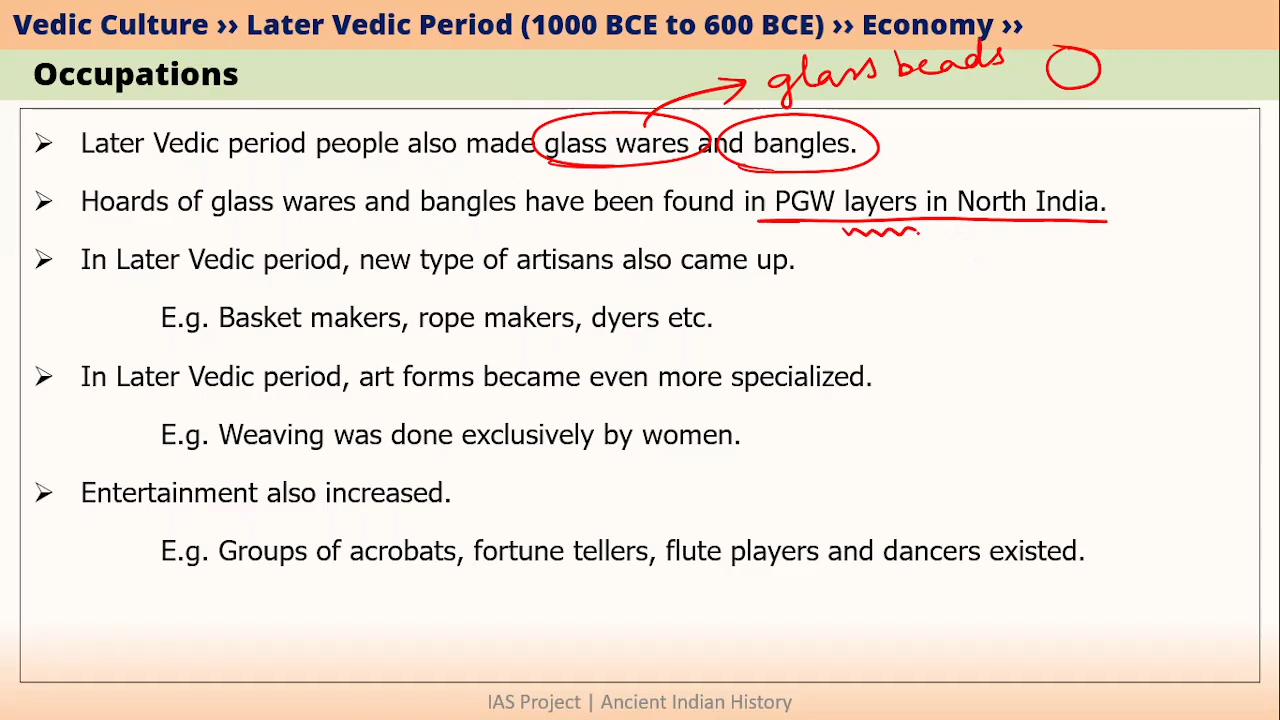 Vedic Culture ›› Later Vedic Period (1000 BCE to 600 BCE) ›› Economy ››
glass beads
Occupations
➢ Later Vedic period people also made glass wares and bangles.
➢ Hoards of glass wares and bangles have been found in PGW layers in North India.
➢ In Later Vedic period, new type of artisans also came up.
E.g. Basket makers, rope makers, dyers etc.
➢ In Later Vedic period, art forms became even more specialized.
E.g. Weaving was done exclusively by women.
➢ Entertainment also increased.
E.g. Groups of acrobats, fortune tellers, flute players and dancers existed.
IAS Project | Ancient Indian History